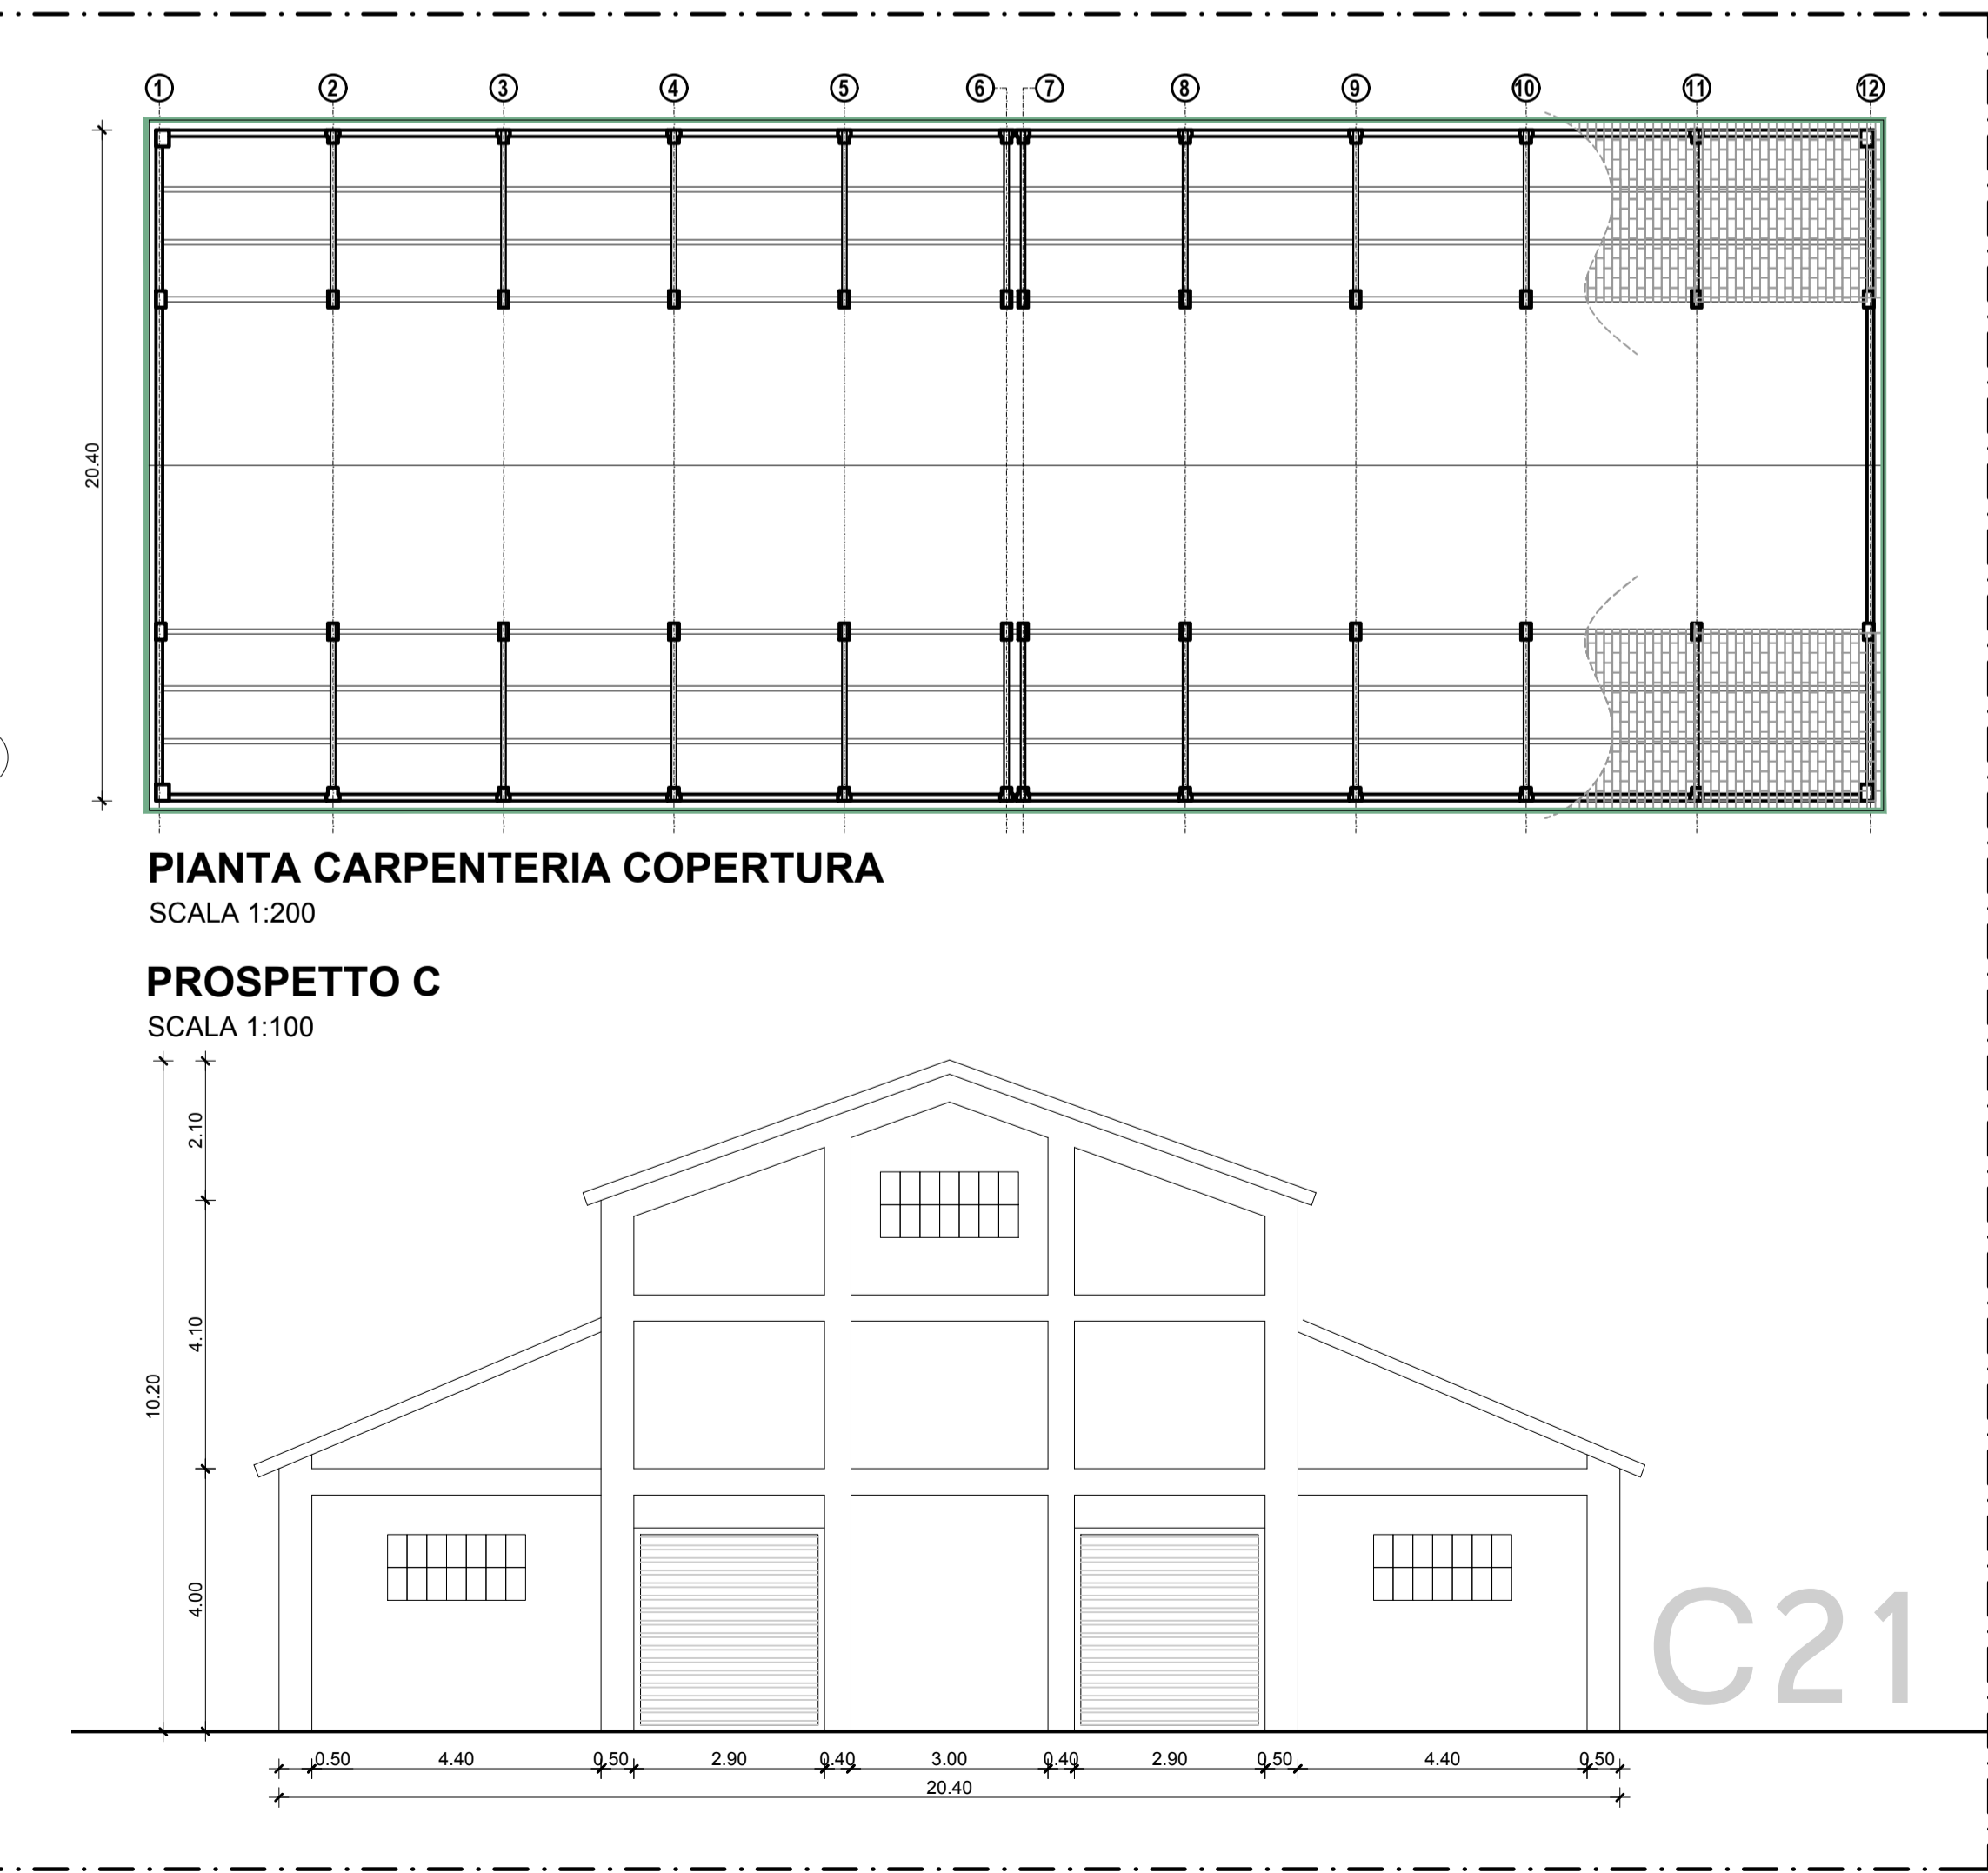 1 2 3 4 5 6 7 8 9 10 11 12
20.40
PIANTA CARPENTERIA COPERTURA
SCALA 1:200
PROSPETTO C
SCALA 1:100
2.10
4.10
10.20
4.00
C21
0.50 4.40 0.50 2.90 0.40 3.00 0.40 2.90 0.50 4.40 0.50
20.40